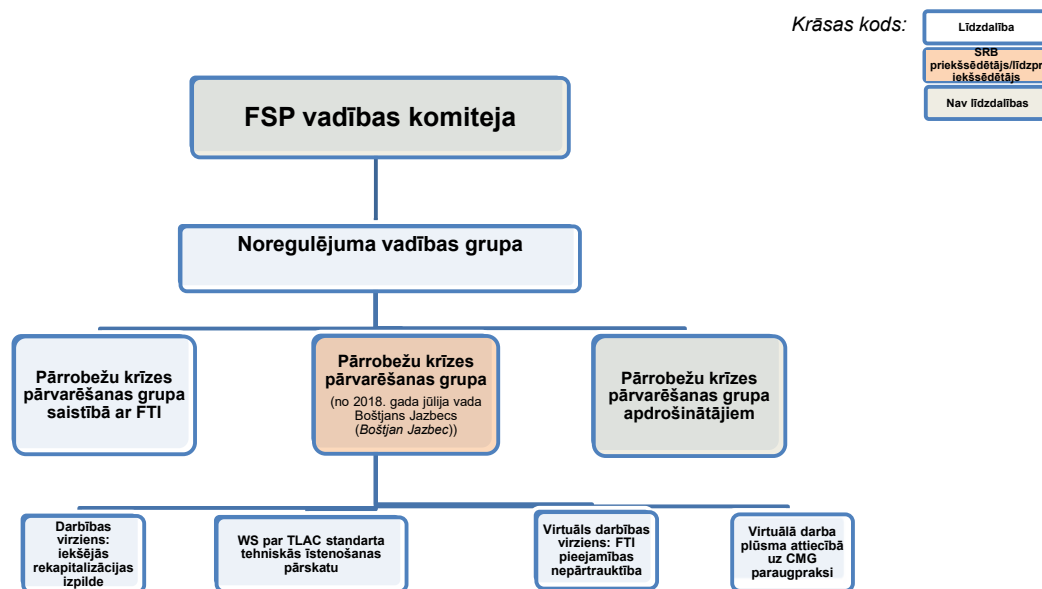 Krāsas kods:
Līdzdalība
SRB
priekšsēdētājs/līdzpr
iekšsēdētājs
Nav līdzdalības
FSP vadības komiteja
Noregulējuma vadības grupa
Pārrobežu krīzes
pārvarēšanas grupa
saistībā ar FTI
Pārrobežu krīzes
pārvarēšanas grupa
(no 2018. gada jūlija vada
Boštjans Jazbecs
(Boštjan Jazbec))
Pārrobežu krīzes
pārvarēšanas grupa
apdrošinātājiem
Darbības
virziens:
iekšējās
rekapitalizācijas
izpilde
WS par TLAC standarta
tehniskās īstenošanas
pārskatu
Virtuāls darbības
virziens: FTI
pieejamības
nepārtrauktība
Virtuālā darba
plūsma attiecībā
uz CMG
paraugpraksi